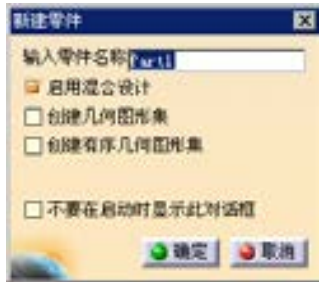 新建零件
输入零件名称 Part1
启用混合设计
创建几何图形集
创建有序几何图形集
不要在启动时显示此对话框
确定 取消